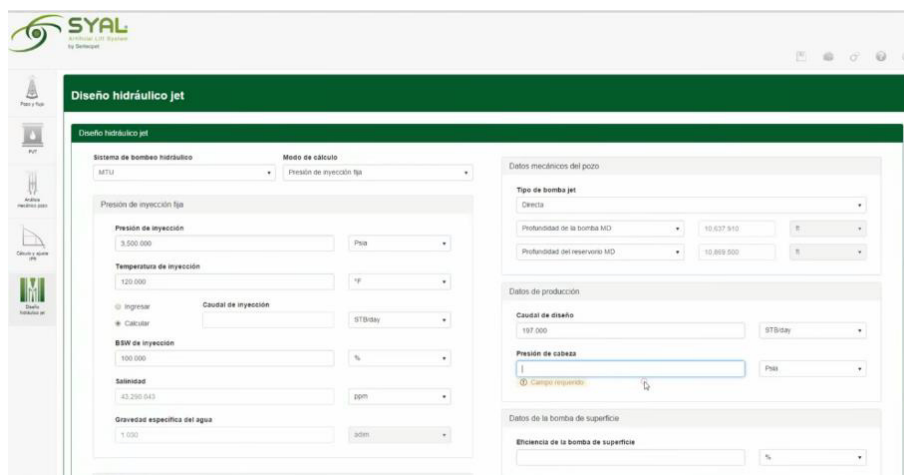 SYAL
Artificial Lift System
by Sertecpet
Pozo y flujo
PVT
Análisis mecánico pozo
Cálculo y ajuste IPR
Diseño hidráulico jet
Diseño hidráulico jet
Diseño hidráulico jet
Sistema de bombeo hidráulico
MTU
Modo de cálculo
Presión de inyección fija
Presión de inyección fija
Presión de inyección
3,500.000
Psia
Temperatura de inyección
120.000
°F
Ingresar
Calcular
Caudal de inyección
STB/day
BSW de inyección
100.000
%
Salinidad
43,290.043
ppm
Gravedad específica del agua
1.030
adim
Datos mecánicos del pozo
Tipo de bomba jet
Directa
Profundidad de la bomba MD
10,637.910
ft
Profundidad del reservorio MD
10,869.500
ft
Datos de producción
Caudal de diseño
197.000
STB/day
Presión de cabeza
Psia
Campo requerido
Datos de la bomba de superficie
Eficiencia de la bomba de superficie
%